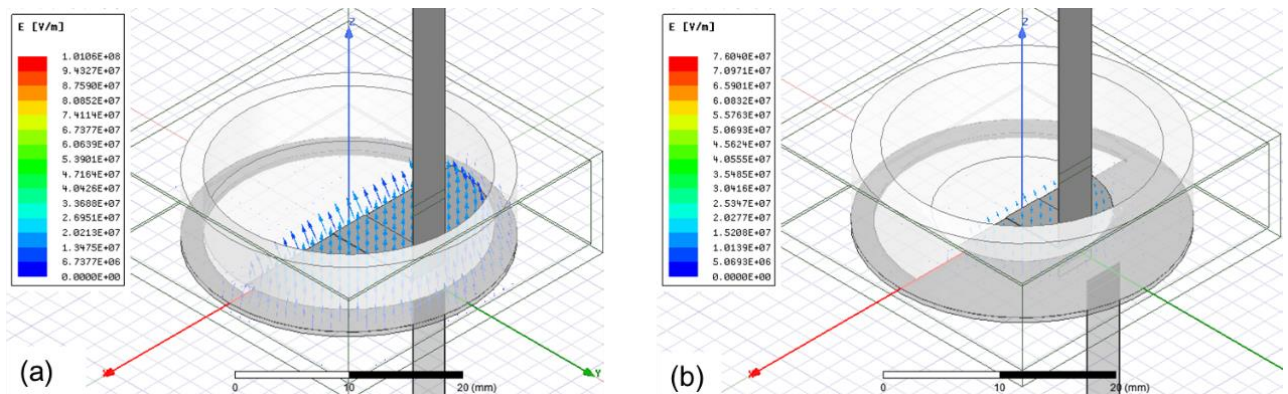 E [V/m]
1.0106E+08
9.4327E+07
8.7590E+07
8.0852E+07
7.4114E+07
6.7377E+07
6.0639E+07
5.3901E+07
4.7164E+07
4.0426E+07
3.3688E+07
2.6951E+07
2.0213E+07
1.3475E+07
6.7377E+06
0.0000E+00
Z
X
Y
0 10 20 (mm)
(a)
E [V/m]
7.6040E+07
7.0971E+07
6.5901E+07
6.0832E+07
5.5763E+07
5.0693E+07
4.5624E+07
4.0555E+07
3.5485E+07
3.0416E+07
2.5347E+07
2.0277E+07
1.5208E+07
1.0139E+07
5.0693E+06
0.0000E+00
Z
X
Y
0 10 20 (mm)
(b)